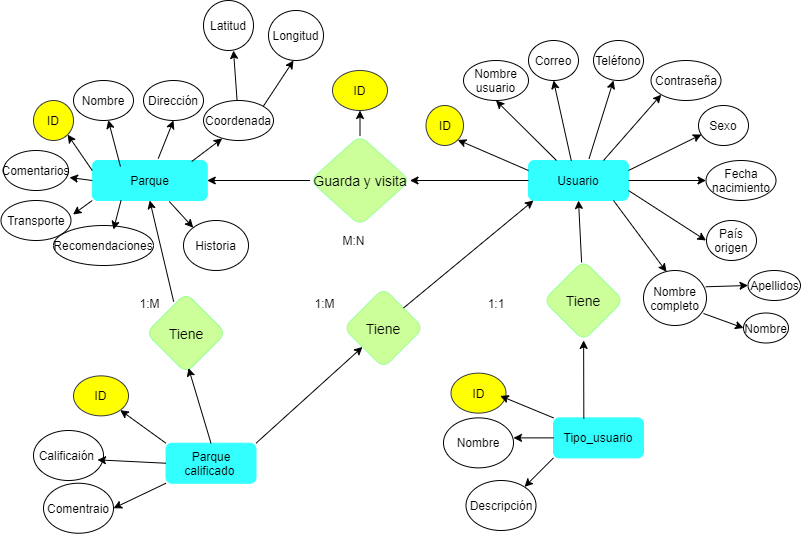 Latitud
Longitud
Coordenada
Nombre
Dirección
ID
Comentarios
Transporte
Recomendaciones
Historia
Parque
ID
Guarda y visita
M:N
Nombre
usuario
Correo
Teléfono
Contraseña
ID
Sexo
Usuario
Fecha
nacimiento
País
origen
Nombre
completo
Apellidos
Nombre
1:M
Tiene
1:M
Tiene
1:1
Tiene
ID
Parque
calificado
Calificaión
Comentraio
ID
Nombre
Tipo_usuario
Descripción